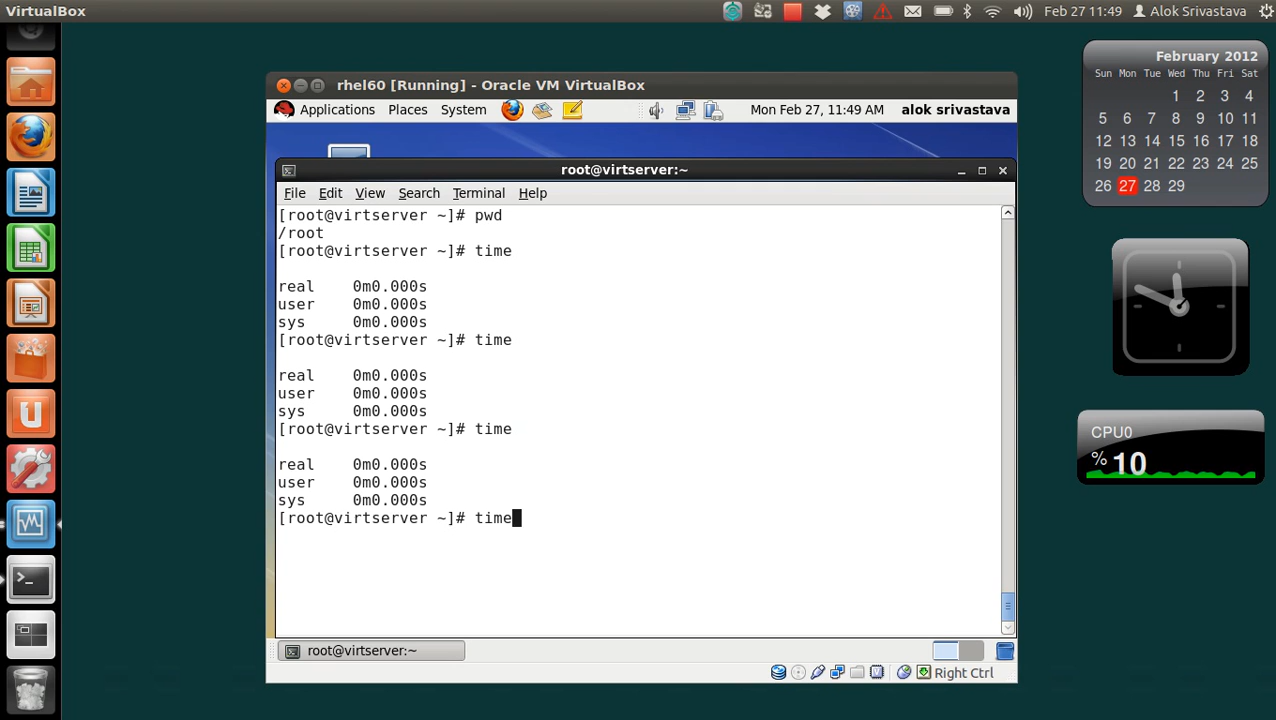 VirtualBox
Feb 27 11:49 Alok Srivastava
rhel60 [Running] - Oracle VM VirtualBox
Applications Places System
Mon Feb 27, 11:49 AM alok srivastava
root@virtserver:~
File Edit View Search Terminal Help
[root@virtserver ~]# pwd
/root
[root@virtserver ~]# time
real 0m0.000s
user 0m0.000s
sys 0m0.000s
[root@virtserver ~]# time
real 0m0.000s
user 0m0.000s
sys 0m0.000s
[root@virtserver ~]# time
real 0m0.000s
user 0m0.000s
sys 0m0.000s
[root@virtserver ~]# time
root@virtserver:~
Right Ctrl
February 2012
Sun Mon Tue Wed Thu Fri Sat
1 2 3 4
5 6 7 8 9 10 11
12 13 14 15 16 17 18
19 20 21 22 23 24 25
26 27 28 29
CPU0
% 10